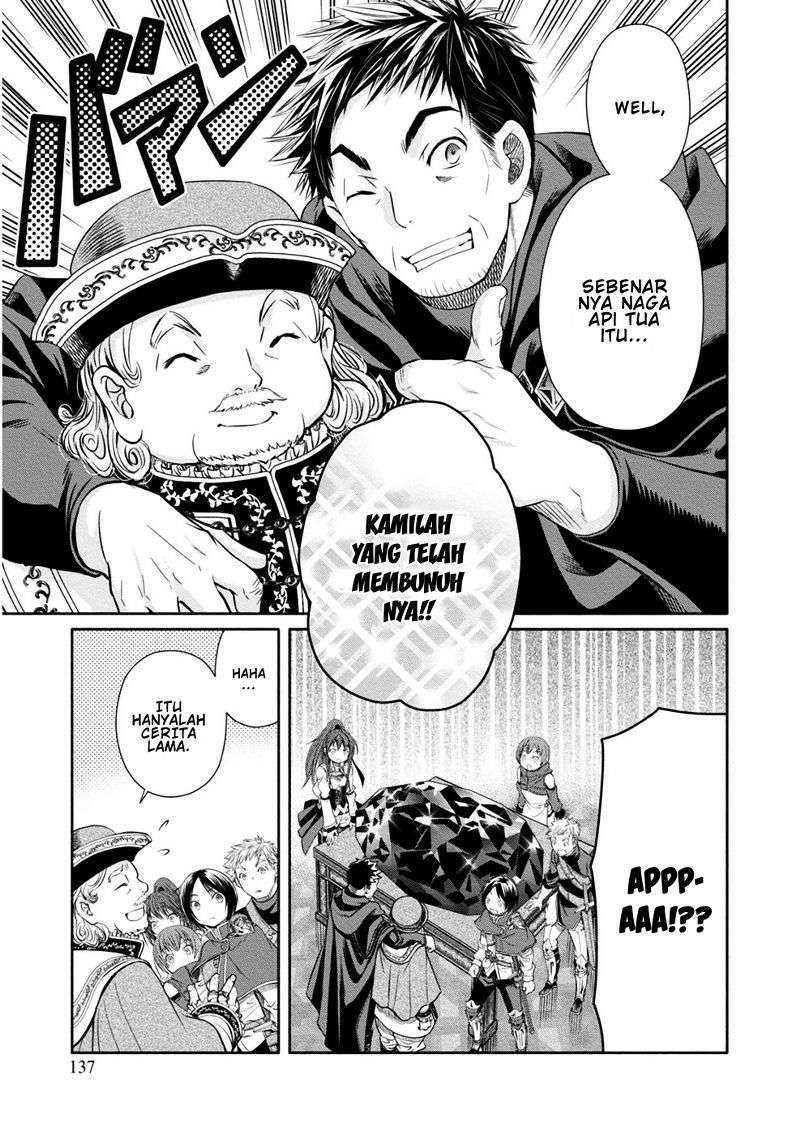 バァァン
WELL,
SEBENAR
NYA NAGA
API TUA
ITU...
KAMILAH
YANG TELAH
MEMBUNUH
NYA!!
APPP-
AAA!??
HAHA
...
ITU
HANYALAH
CERITA
LAMA.
137